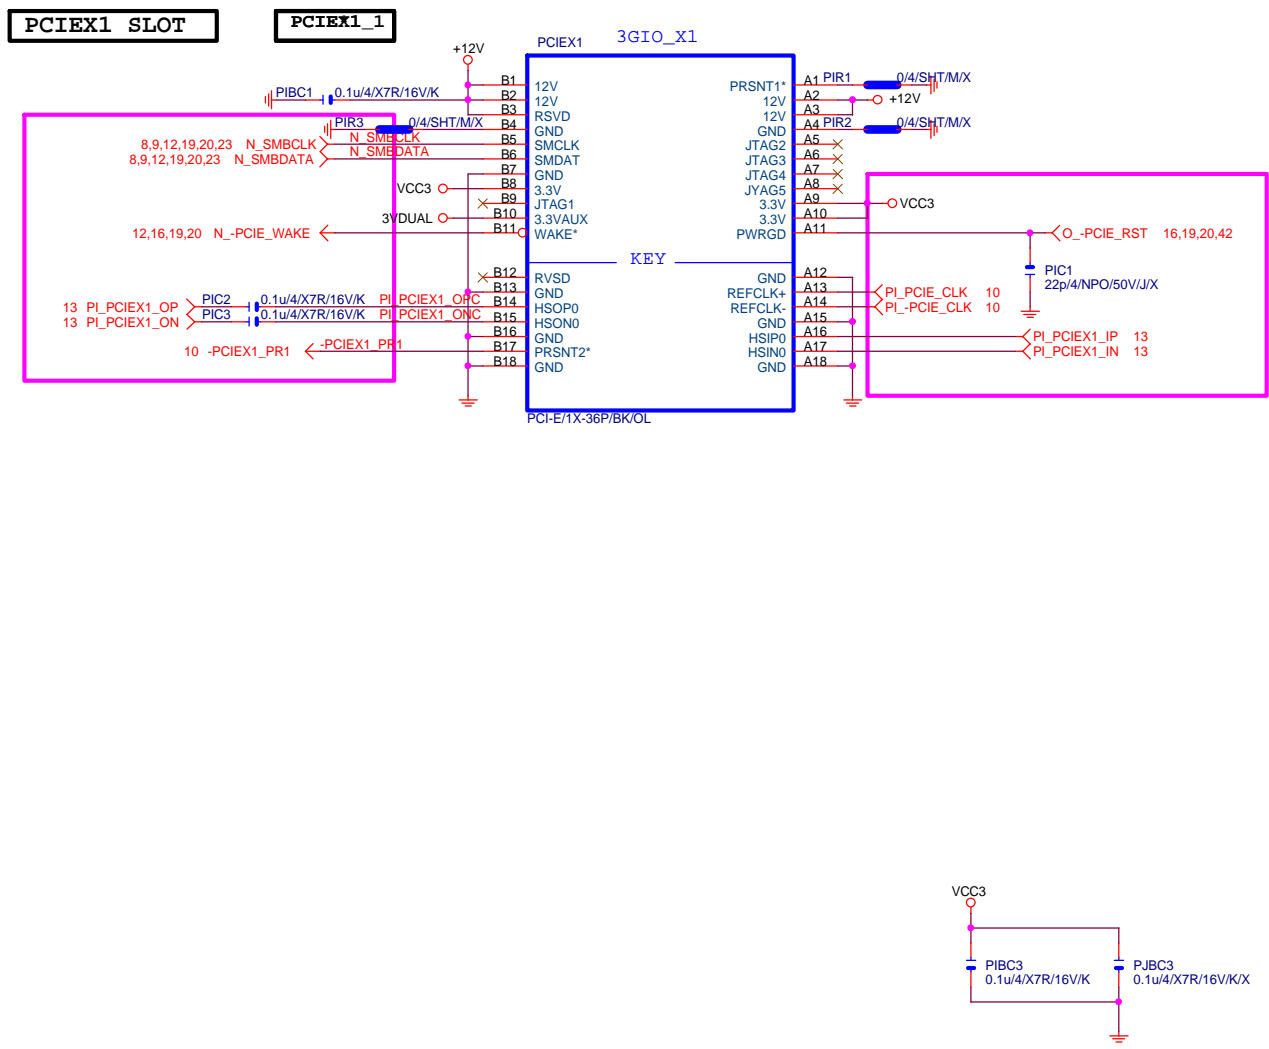 PCIEX1 SLOT
PCIEX1_1
3GIO_X1
PCIEX1
+12V
PIBC1 0.1u/4/X7R/16V/K
PIR3 0/4/SHT/M/X
8,9,12,19,20,23 N_SMBCLK N_SMBCLK
8,9,12,19,20,23 N_SMBDATA N_SMBDATA
VCC3
3VDUAL
12,16,19,20 N_-PCIE_WAKE
13 PI_PCIEX1_OP PIC2 0.1u/4/X7R/16V/K PI_PCIEX1_OPC
13 PI_PCIEX1_ON PIC3 0.1u/4/X7R/16V/K PI_PCIEX1_ONC
10 -PCIEX1_PR1 -PCIEX1_PR1
B1 12V
B2 12V
B3 RSVD
B4 GND
B5 SMCLK
B6 SMDAT
B7 GND
B8 3.3V
B9 JTAG1
B10 3.3VAUX
B11 WAKE*
KEY
B12 RVSD
B13 GND
B14 HSOP0
B15 HSON0
B16 GND
B17 PRSNT2*
B18 GND
PRSNT1* A1 PIR1 0/4/SHT/M/X
12V A2 +12V
12V A3
GND A4 PIR2 0/4/SHT/M/X
JTAG2 A5
JTAG3 A6
JTAG4 A7
JYAG5 A8
3.3V A9 VCC3
3.3V A10
PWRGD A11 O_-PCIE_RST 16,19,20,42
PIC1
22p/4/NPO/50V/J/X
GND A12
REFCLK+ A13 PI_PCIE_CLK 10
REFCLK- A14 PI_-PCIE_CLK 10
GND A15
HSIP0 A16 PI_PCIEX1_IP 13
HSIN0 A17 PI_PCIEX1_IN 13
GND A18
PCI-E/1X-36P/BK/OL
VCC3
PIBC3
0.1u/4/X7R/16V/K
PJBC3
0.1u/4/X7R/16V/K/X